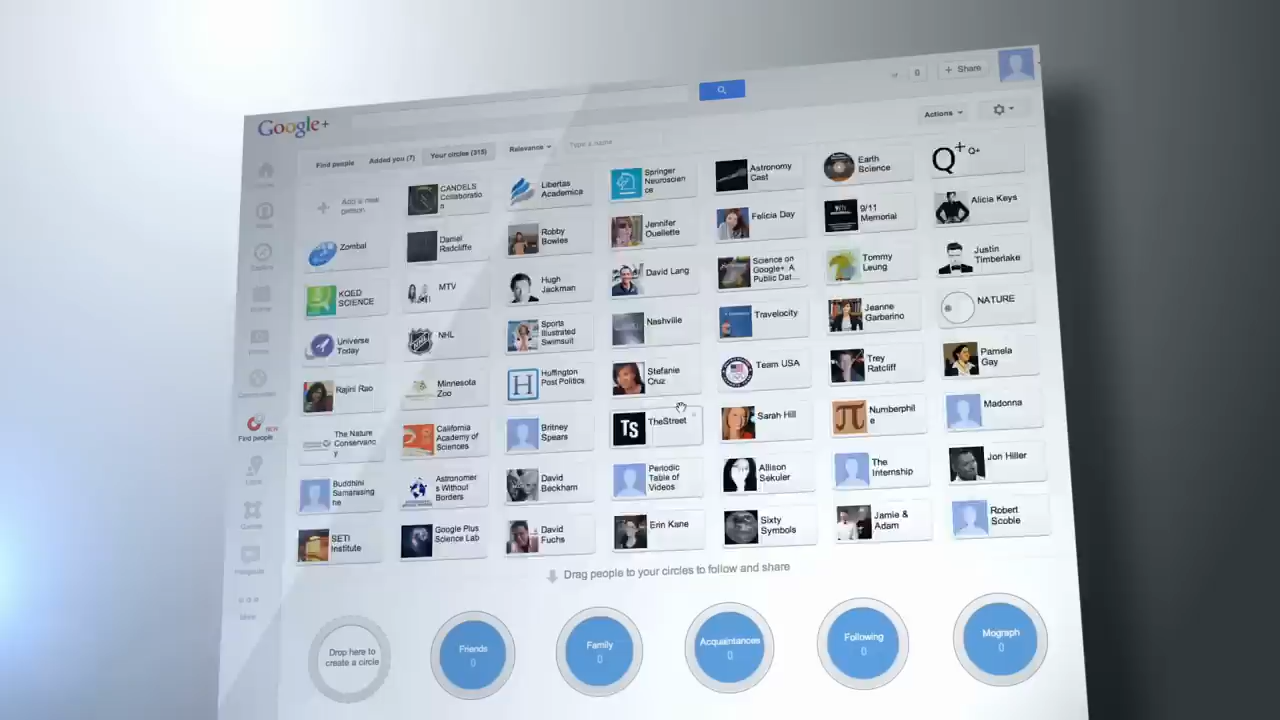 Google+
0
+ Share
Actions
Find people
Added you (7)
Your circles (315)
Relevance
Type a name
Add a new
person
CANDELS
Collaboratio
n
Libertas
Academica
Springer
Neuroscien
ce
Astronomy
Cast
Earth
Science
Q+
Q+
Zombal
Daniel
Radcliffe
Robby
Bowles
Jennifer
Ouellette
Felicia Day
9/11
Memorial
Alicia Keys
KQED
SCIENCE
MTV
Hugh
Jackman
David Lang
Science on
Google+: A
Public Dat...
Tommy
Leung
Justin
Timberlake
Universe
Today
NHL
Sports
Illustrated
Swimsuit
Nashville
Travelocity
Jeanne
Garbarino
NATURE
Rajini Rao
Minnesota
Zoo
H
Huffington
Post Politics
Stefanie
Cruz
Team USA
Trey
Ratcliff
Pamela
Gay
The Nature
Conservanc
y
California
Academy of
Sciences
Britney
Spears
TS
TheStreet
Sarah Hill
π
Numberphil
e
Madonna
Buddhini
Samarasing
he
Astronomer
s Without
Borders
David
Beckham
Periodic
Table of
Videos
Allison
Sekuler
The
Internship
Jon Hiller
SETI
Institute
Google Plus
Science Lab
David
Fuchs
Erin Kane
Sixty
Symbols
Jamie &
Adam
Robert
Scoble
Find people
More
Drag people to your circles to follow and share
Drop here to
create a circle
Friends
0
Family
0
Acquaintances
0
Following
0
Mograph
0